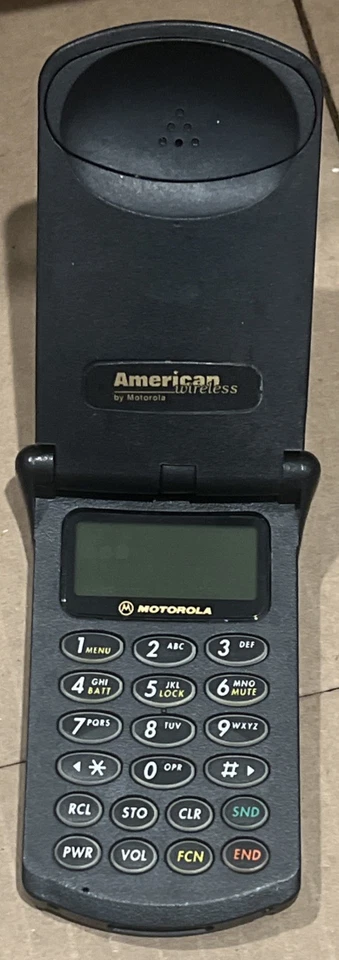 American
wireless
by Motorola
MOTOROLA
1 MENU 2 ABC 3 DEF
4 GHI BATT 5 JKL LOCK 6 MNO MUTE
7 PQRS 8 TUV 9 WXYZ
* 0 OPR #
RCL STO CLR SND
PWR VOL FCN END